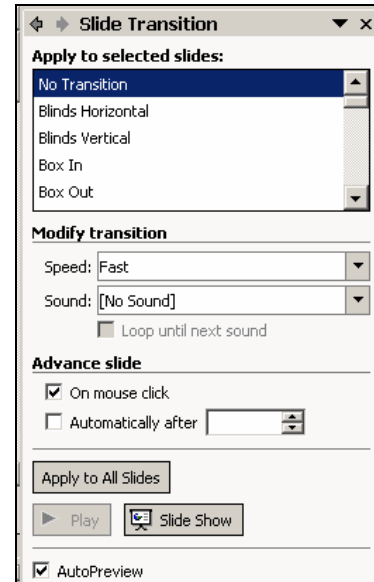 Slide Transition
Apply to selected slides:
No Transition
Blinds Horizontal
Blinds Vertical
Box In
Box Out
Modify transition
Speed: Fast
Sound: [No Sound]
Loop until next sound
Advance slide
On mouse click
Automatically after
Apply to All Slides
Play Slide Show
AutoPreview